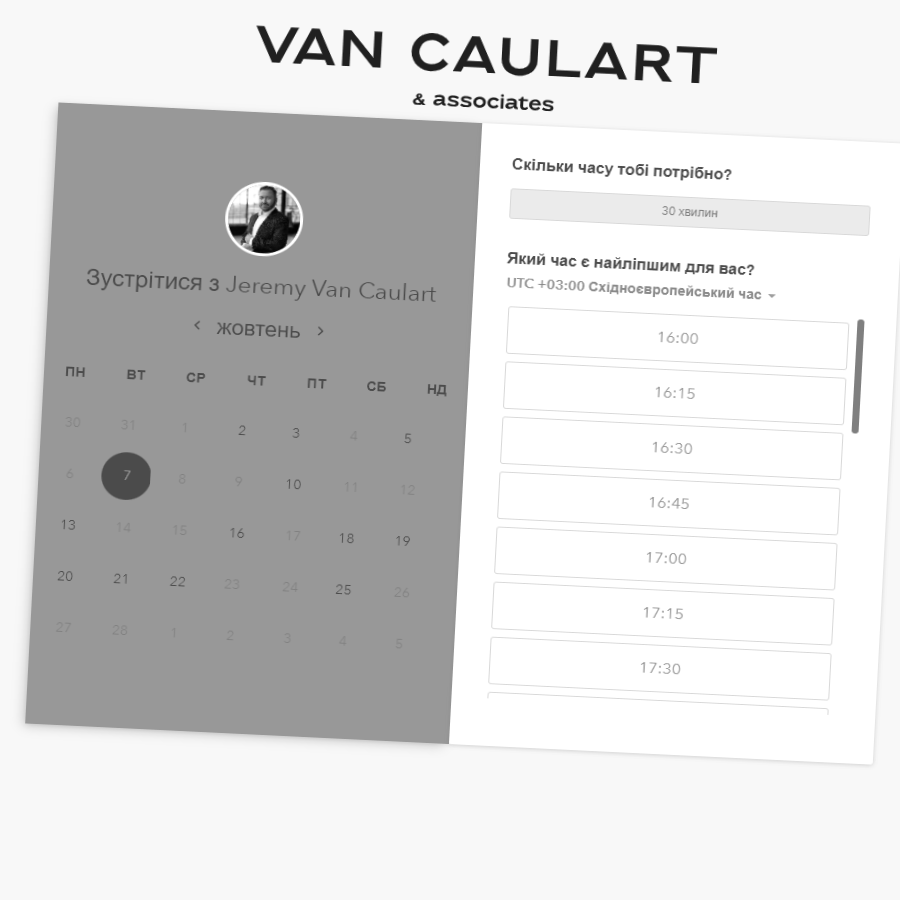 VAN CAULART
& associates
Зустрітися з Jeremy Van Caulart
жовтень
ПН ВТ СР ЧТ ПТ СБ НД
30 31 1 2 3 4 5
6 7 8 9 10 11 12
13 14 15 16 17 18 19
20 21 22 23 24 25 26
27 28 1 2 3 4 5
Скільки часу тобі потрібно?
30 хвилин
Який час є найліпшим для вас?
UTC +03:00 Східноєвропейський час
16:00
16:15
16:30
16:45
17:00
17:15
17:30